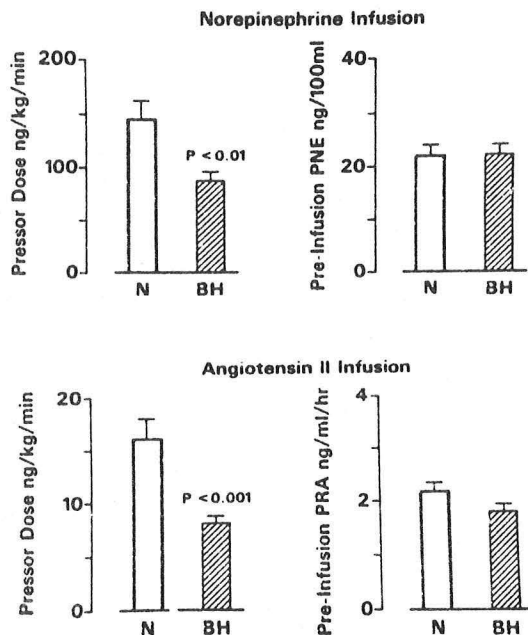 Norepinephrine Infusion
Pressor Dose ng/kg/min
200
100
0
P < 0.01
N BH
Pre-Infusion PNE ng/100ml
40
20
0
N BH
Angiotensin II Infusion
Pressor Dose ng/kg/min
20
10
0
P < 0.001
N BH
Pre-Infusion PRA ng/ml/hr
4
2
0
N BH